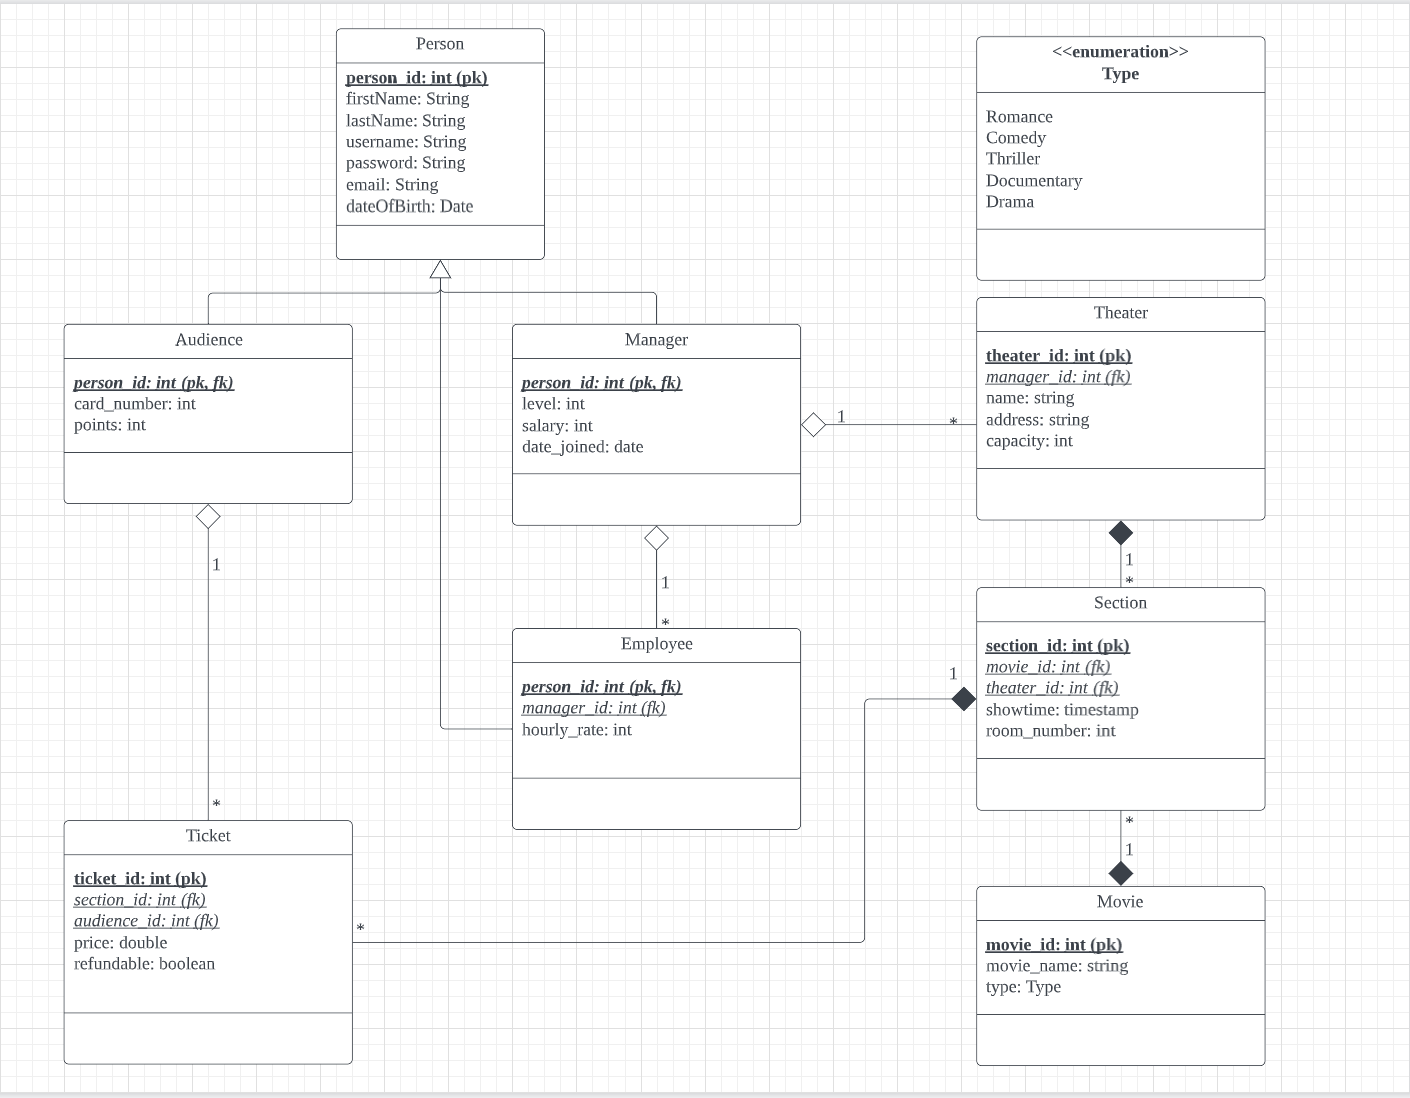 Person
person_id: int (pk)
firstName: String
lastName: String
username: String
password: String
email: String
dateOfBirth: Date
<<enumeration>>
Type
Romance
Comedy
Thriller
Documentary
Drama
Audience
person_id: int (pk, fk)
card_number: int
points: int
Manager
person_id: int (pk, fk)
level: int
salary: int
date_joined: date
1
*
Theater
theater_id: int (pk)
manager_id: int (fk)
name: string
address: string
capacity: int
1
*
1
*
1
*
Employee
person_id: int (pk, fk)
manager_id: int (fk)
hourly_rate: int
Section
section_id: int (pk)
movie_id: int (fk)
theater_id: int (fk)
showtime: timestamp
room_number: int
1
*
Ticket
ticket_id: int (pk)
section_id: int (fk)
audience_id: int (fk)
price: double
refundable: boolean
*
*
1
Movie
movie_id: int (pk)
movie_name: string
type: Type